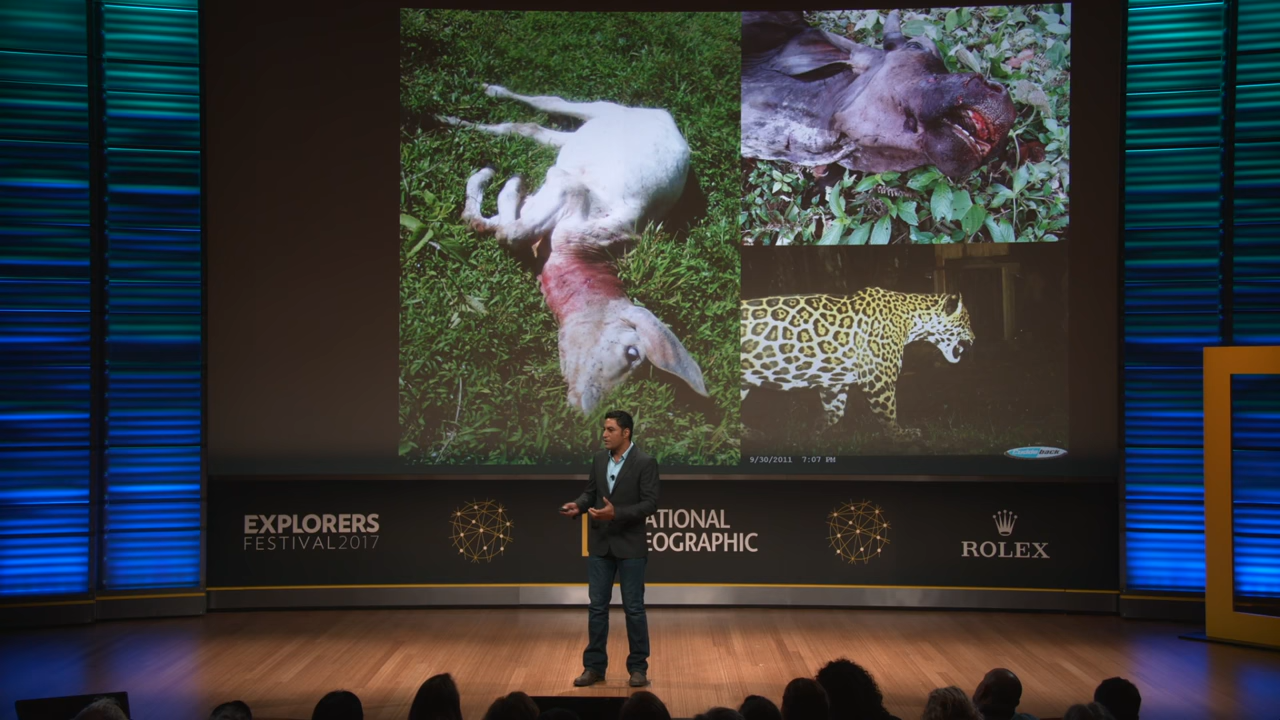 9/30/2011 7:07 PM
EXPLORERS
FESTIVAL2017
ATIONAL
EOGRAPHIC
ROLEX